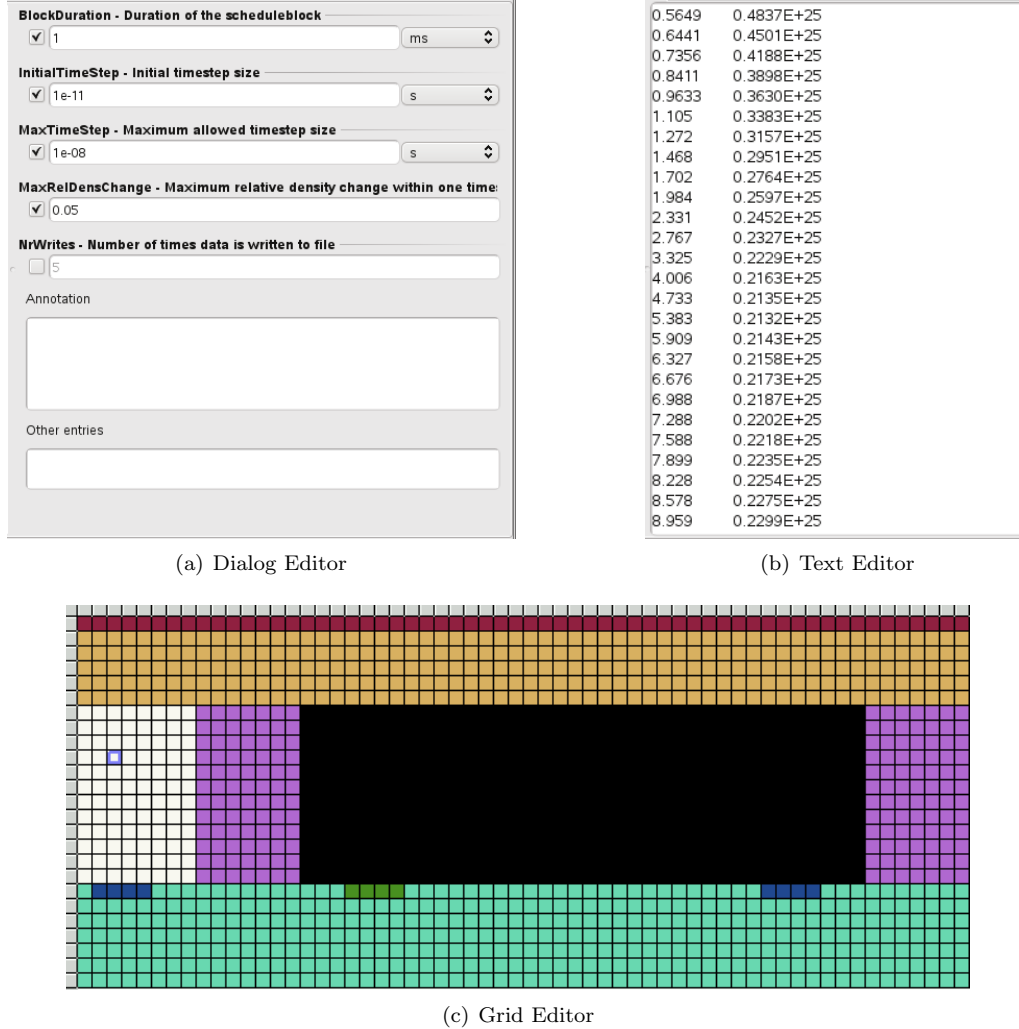 BlockDuration - Duration of the scheduleblock
1 ms
InitialTimeStep - Initial timestep size
1e-11 s
MaxTimeStep - Maximum allowed timestep size
1e-08 s
MaxRelDensChange - Maximum relative density change within one time
0.05
NrWrites - Number of times data is written to file
5
Annotation
Other entries
0.5649 0.4837E+25
0.6441 0.4501E+25
0.7356 0.4188E+25
0.8411 0.3898E+25
0.9633 0.3630E+25
1.105 0.3383E+25
1.272 0.3157E+25
1.468 0.2951E+25
1.702 0.2764E+25
1.984 0.2597E+25
2.331 0.2452E+25
2.767 0.2327E+25
3.325 0.2229E+25
4.006 0.2163E+25
4.733 0.2135E+25
5.383 0.2132E+25
5.909 0.2143E+25
6.327 0.2158E+25
6.676 0.2173E+25
6.988 0.2187E+25
7.288 0.2202E+25
7.588 0.2218E+25
7.899 0.2235E+25
8.228 0.2254E+25
8.578 0.2275E+25
8.959 0.2299E+25
(a) Dialog Editor
(b) Text Editor
(c) Grid Editor